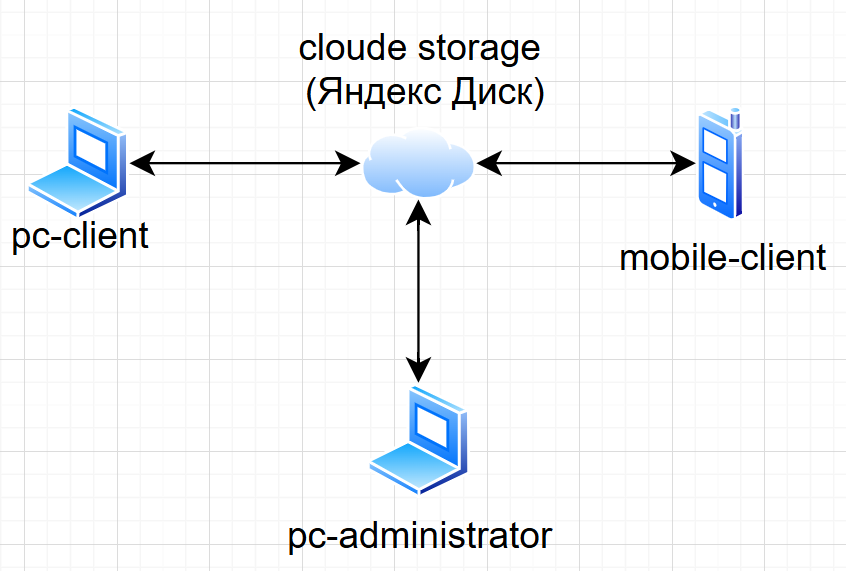 cloude storage
(Яндекс Диск)
pc-client
mobile-client
pc-administrator